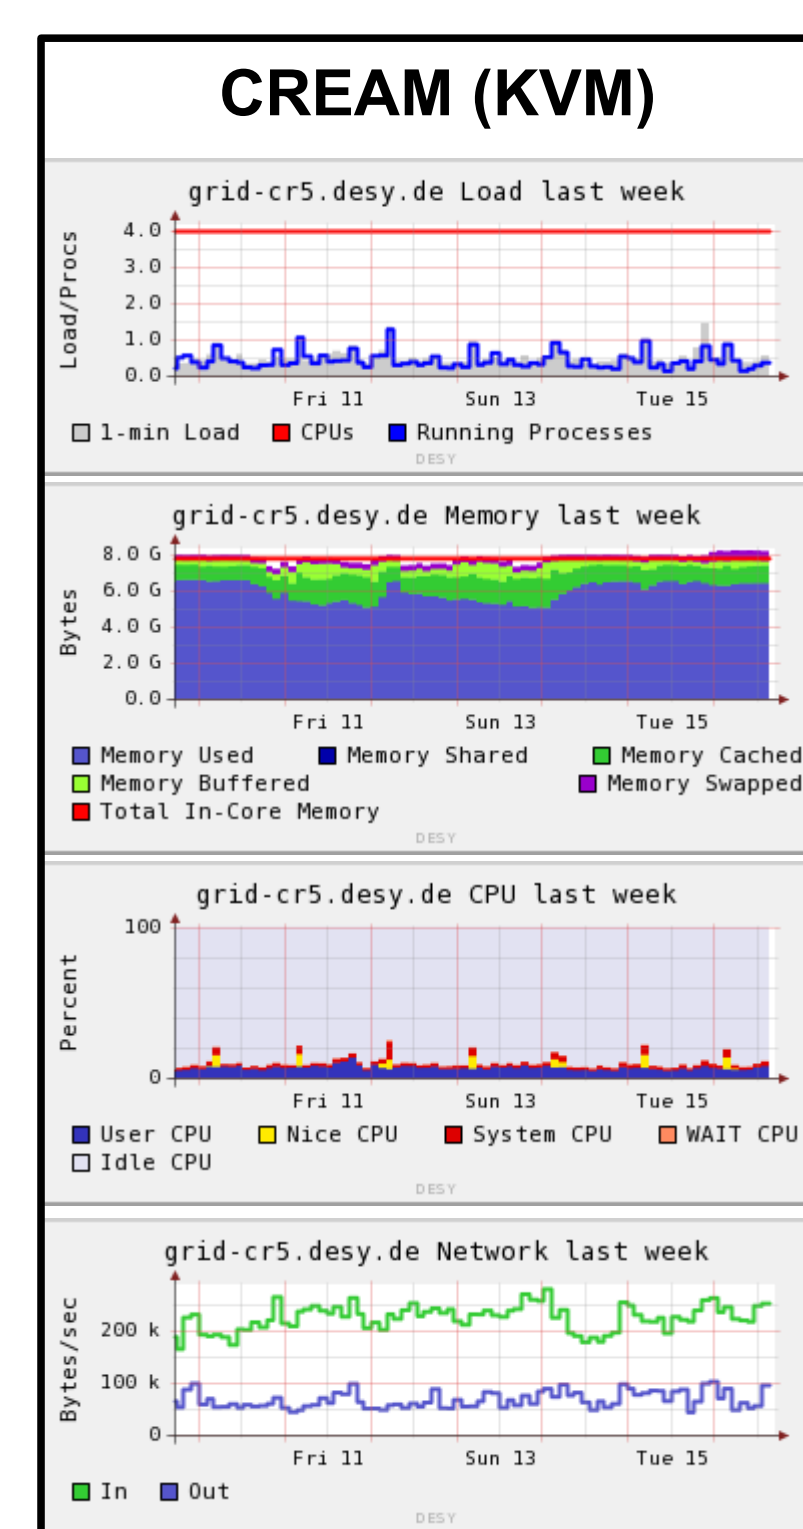 CREAM (KVM)
grid-cr5.desy.de Load last week
Load/Procs
4.0
3.0
2.0
1.0
0.0
Fri 11 Sun 13 Tue 15
1-min Load CPUs Running Processes
DESY
grid-cr5.desy.de Memory last week
Bytes
8.0 G
6.0 G
4.0 G
2.0 G
0.0
Fri 11 Sun 13 Tue 15
Memory Used Memory Shared Memory Cached
Memory Buffered Memory Swapped
Total In-Core Memory
DESY
grid-cr5.desy.de CPU last week
Percent
100
0
Fri 11 Sun 13 Tue 15
User CPU Nice CPU System CPU WAIT CPU
Idle CPU
DESY
grid-cr5.desy.de Network last week
Bytes/sec
200 k
100 k
0
Fri 11 Sun 13 Tue 15
In Out
DESY